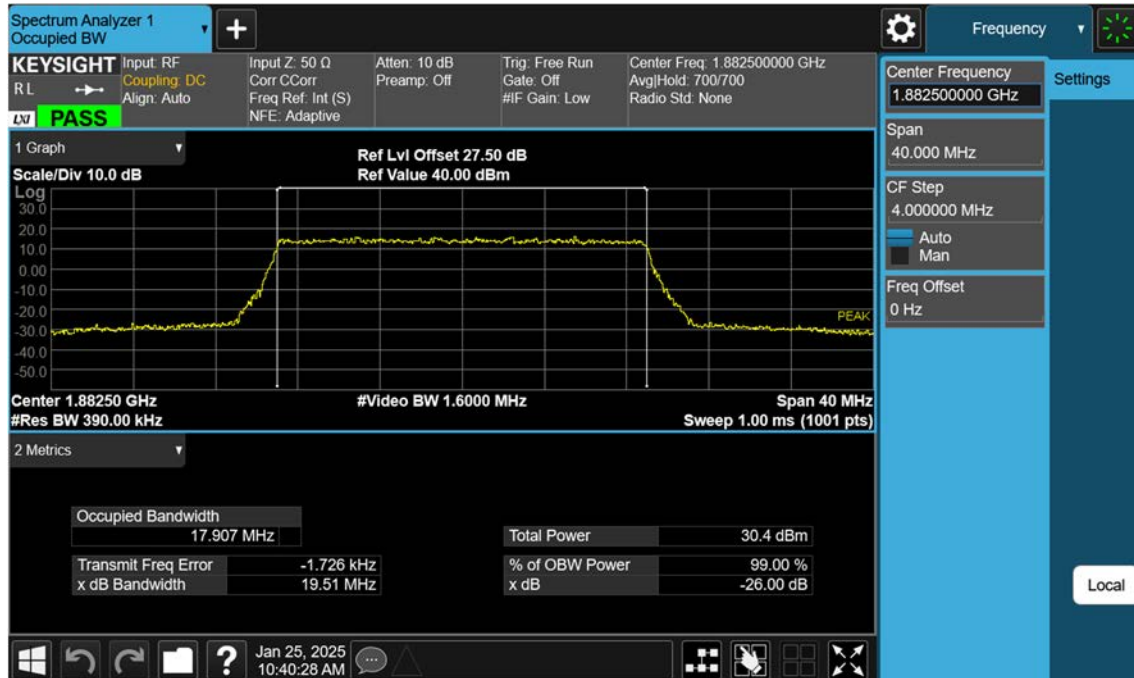 Spectrum Analyzer 1
Occupied BW
Frequency
KEYSIGHT
RL
LXI PASS
Input: RF
Coupling: DC
Align: Auto
Input Z: 50 Ω
Corr CCorr
Freq Ref: Int (S)
NFE: Adaptive
Atten: 10 dB
Preamp: Off
Trig: Free Run
Gate: Off
#IF Gain: Low
Center Freq: 1.882500000 GHz
Avg|Hold: 700/700
Radio Std: None
Center Frequency
1.882500000 GHz
Settings
Span
40.000 MHz
CF Step
4.000000 MHz
Auto
Man
Freq Offset
0 Hz
Local
1 Graph
Scale/Div 10.0 dB
Ref Lvl Offset 27.50 dB
Ref Value 40.00 dBm
Log
30.0
20.0
10.0
0.00
-10.0
-20.0
-30.0
-40.0
-50.0
PEAK
Center 1.88250 GHz
#Video BW 1.6000 MHz
Span 40 MHz
#Res BW 390.00 kHz
Sweep 1.00 ms (1001 pts)
2 Metrics
Occupied Bandwidth
17.907 MHz
Total Power 30.4 dBm
Transmit Freq Error -1.726 kHz
% of OBW Power 99.00 %
x dB Bandwidth 19.51 MHz
x dB -26.00 dB
?
Jan 25, 2025
10:40:28 AM